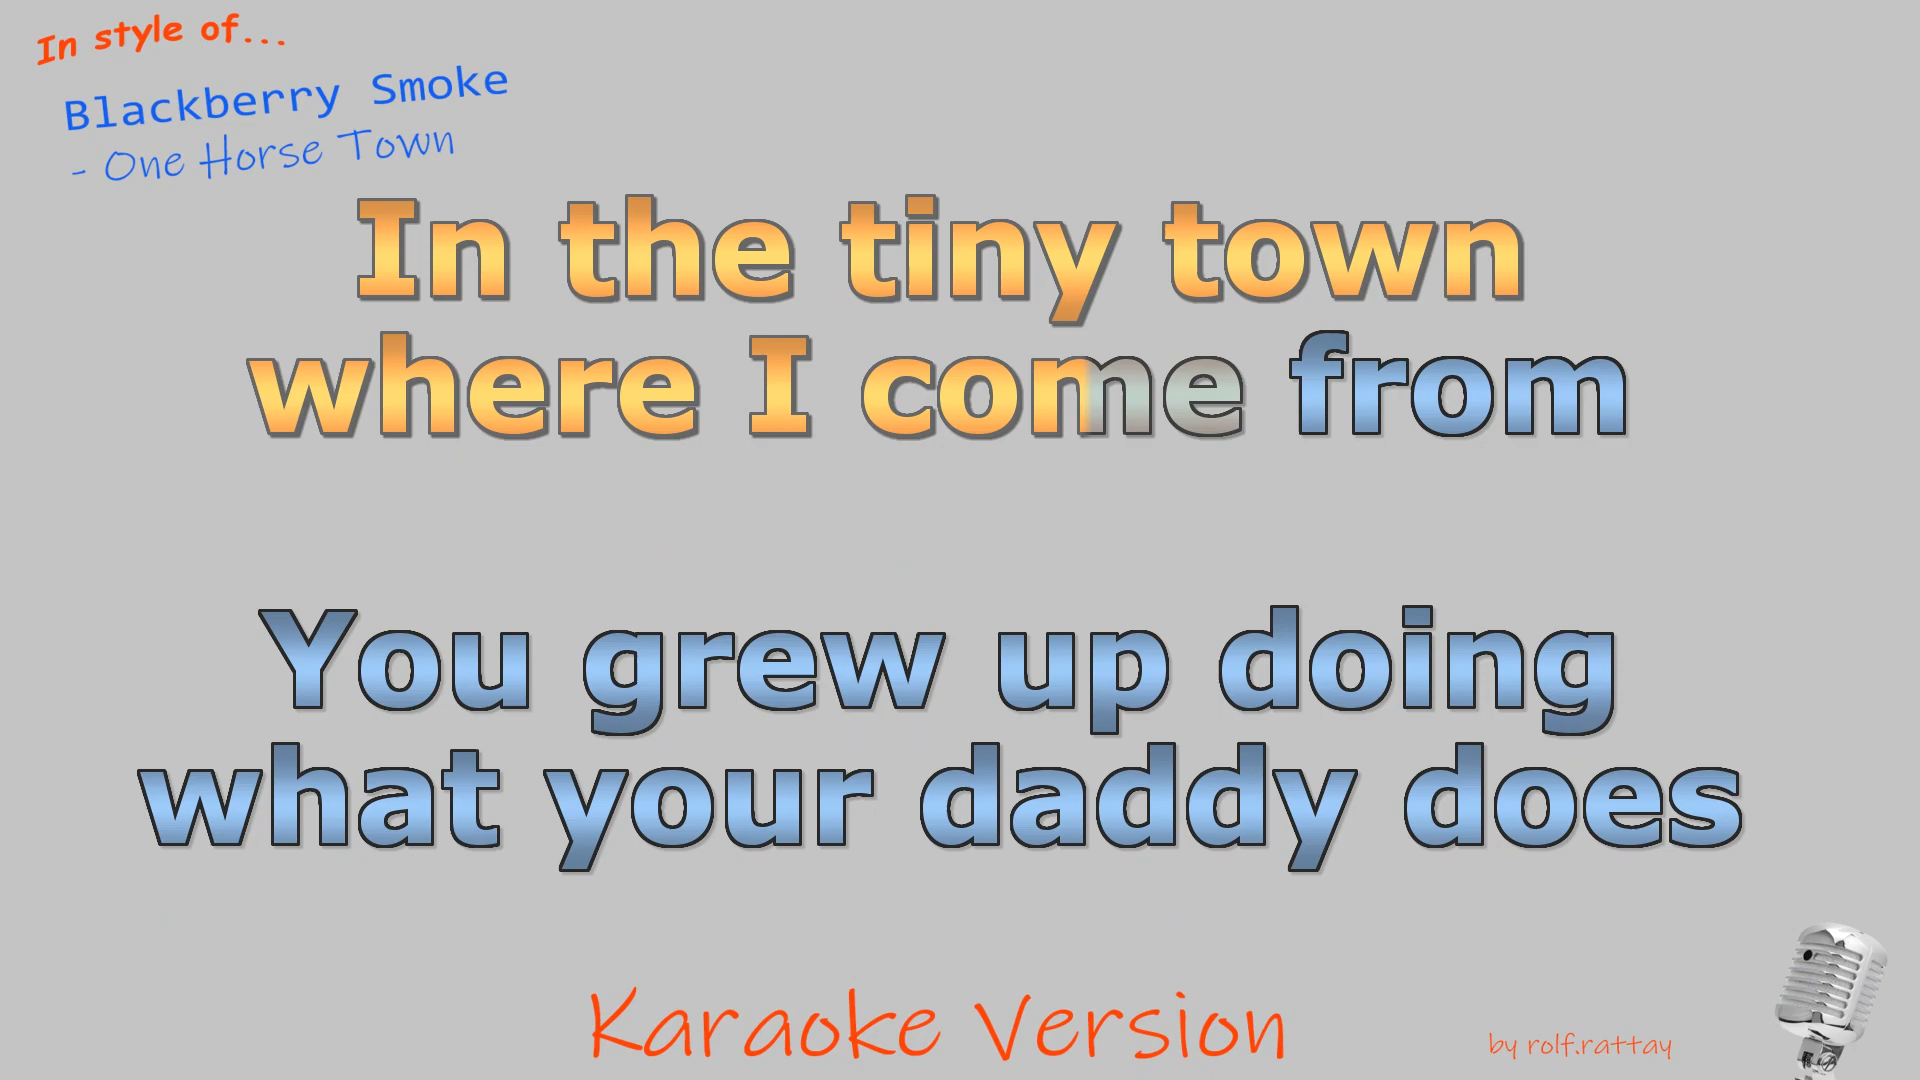 In style of...
Blackberry Smoke
- One Horse Town
In the tiny town
where I come from
You grew up doing
what your daddy does
Karaoke Version
by rolf.rattay